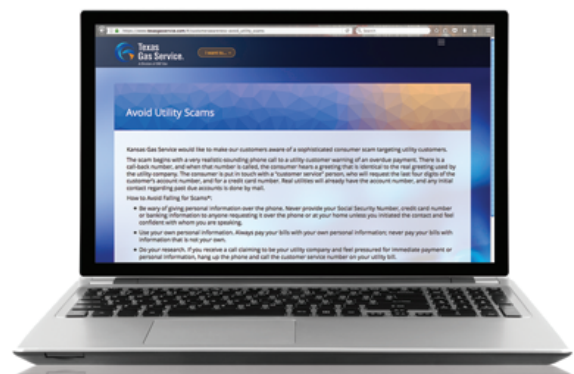 https://www.texasgasservice.com/
Search
Texas
Gas Service.
I want to...
Avoid Utility Scams
Kansas Gas Service would like to make our customers aware of a sophisticated consumer scam targeting utility customers.
The scam begins with a very realistic-sounding phone call to a utility customer warning of an overdue payment. There is a
call-back number, and when that number is called, the consumer hears a greeting that is identical to the real greeting used by
the utility company. The consumer is put in touch with a "customer service" person, who will request the last four digits of the
customer's account number, and for a credit card number. Real utilities will already have the account number, and any initial
contact regarding past due accounts is done by mail.
How to Avoid Falling for Scams*:
• Be wary of giving personal information over the phone. Never provide your Social Security Number, credit card number
or banking information to anyone requesting it over the phone or at your home unless you initiated the contact and feel
confident with whom you are speaking.
• Use your own personal information. Always pay your bills with your own personal information; never pay your bills with
information that is not your own.
• Do your research. If you receive a call claiming to be your utility company and feel pressured for immediate payment or
personal information, hang up the phone and call the customer service number on your utility bill.